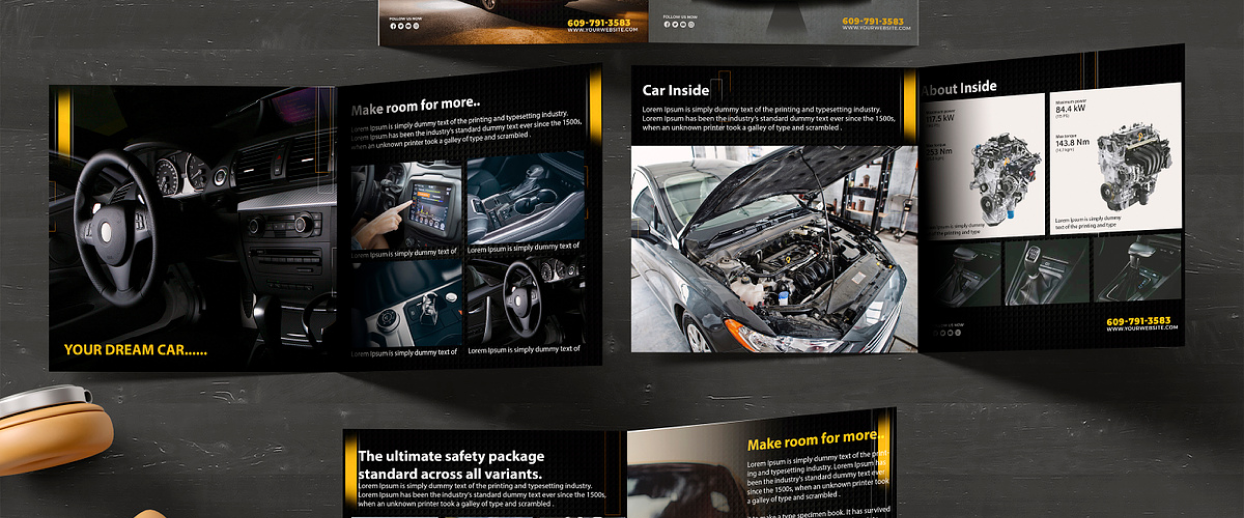 FOLLOW US NOW
609-791-3583
WWW.YOURWEBSITE.COM
FOLLOW US NOW
609-791-3583
WWW.YOURWEBSITE.COM
YOUR DREAM CAR......
Make room for more..
Lorem Ipsum is simply dummy text of the printing and typesetting industry.
Lorem Ipsum has been the industry's standard dummy text ever since the 1500s,
when an unknown printer took a galley of type and scrambled .
Lorem Ipsum is simply dummy text of
Lorem Ipsum is simply dummy text of
Lorem Ipsum is simply dummy text of
Lorem Ipsum is simply dummy text of
Car Inside
Lorem Ipsum is simply dummy text of the printing and typesetting industry.
Lorem Ipsum has been the industry's standard dummy text ever since the 1500s,
when an unknown printer took a galley of type and scrambled .
About Inside
Maximum power
117.5 kW
Max torque
253 Nm
Lorem Ipsum is simply dummy
text of the printing and type
Maximum power
84.4 kW
Max torque
143.8 Nm
Lorem Ipsum is simply dummy
text of the printing and type
609-791-3583
WWW.YOURWEBSITE.COM
The ultimate safety package
standard across all variants.
Lorem Ipsum is simply dummy text of the printing and typesetting industry.
Lorem Ipsum has been the industry's standard dummy text ever since the 1500s,
when an unknown printer took a galley of type and scrambled .
Make room for more..
Lorem Ipsum is simply dummy text of the print-
ing and typesetting industry. Lorem Ipsum has
been the industry's standard dummy text ever
since the 1500s, when an unknown printer took
a galley of type and scrambled .
to make a type specimen book. It has survived